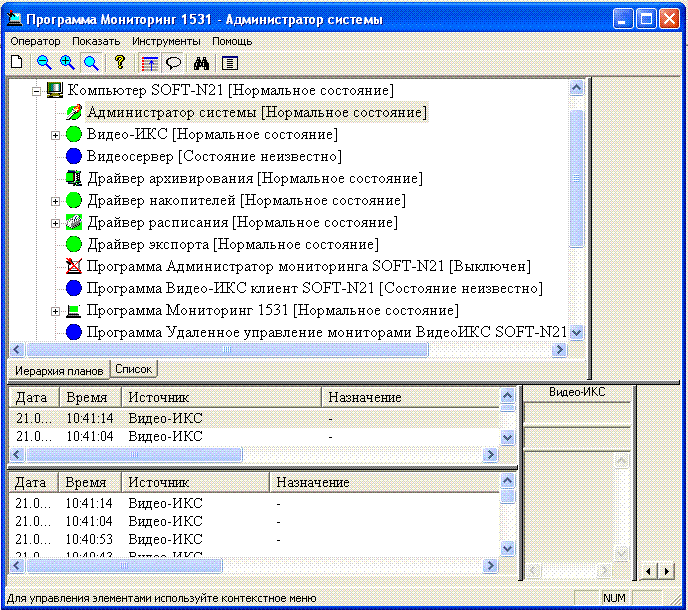 Программа Мониторинг 1531 - Администратор системы
Оператор Показать Инструменты Помощь
Компьютер SOFT-N21 [Нормальное состояние]
Администратор системы [Нормальное состояние]
Видео-ИКС [Нормальное состояние]
Видеосервер [Состояние неизвестно]
Драйвер архивирования [Нормальное состояние]
Драйвер накопителей [Нормальное состояние]
Драйвер расписания [Нормальное состояние]
Драйвер экспорта [Нормальное состояние]
Программа Администратор мониторинга SOFT-N21 [Выключен]
Программа Видео-ИКС клиент SOFT-N21 [Состояние неизвестно]
Программа Мониторинг 1531 [Нормальное состояние]
Программа Удаленное управление мониторами ВидеоИКС SOFT-N21
Иерархия планов Список
Дата Время Источник Назначение
21.0... 10:41:14 Видео-ИКС -
21.0... 10:41:04 Видео-ИКС -
Видео-ИКС
Дата Время Источник Назначение
21.0... 10:41:14 Видео-ИКС -
21.0... 10:41:04 Видео-ИКС -
21.0... 10:40:53 Видео-ИКС -
21.0... 10:40:43 Видео-ИКС -
Для управления элементами используйте контекстное меню NUM